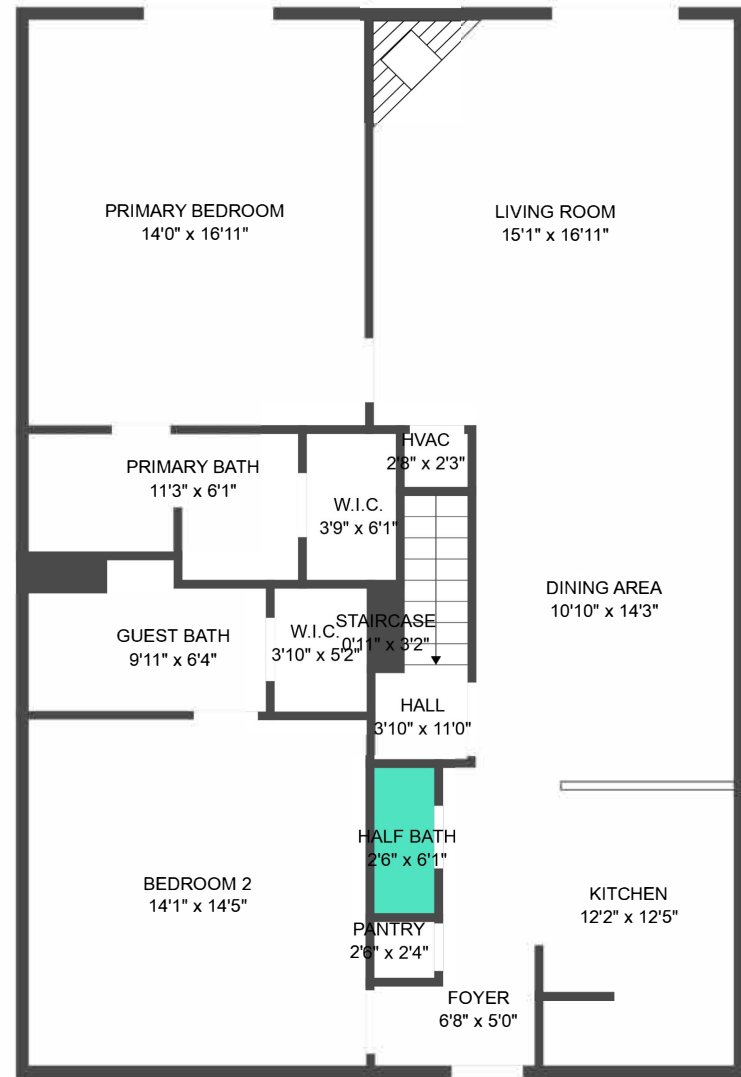 PRIMARY BEDROOM
14'0" x 16'11"
LIVING ROOM
15'1" x 16'11"
HVAC
2'8" x 2'3"
PRIMARY BATH
11'3" x 6'1"
W.I.C.
3'9" x 6'1"
DINING AREA
10'10" x 14'3"
STAIRCASE
0'11" x 3'2"
GUEST BATH
9'11" x 6'4"
W.I.C.
3'10" x 5'2"
HALL
3'10" x 11'0"
HALF BATH
2'6" x 6'1"
BEDROOM 2
14'1" x 14'5"
KITCHEN
12'2" x 12'5"
PANTRY
2'6" x 2'4"
FOYER
6'8" x 5'0"